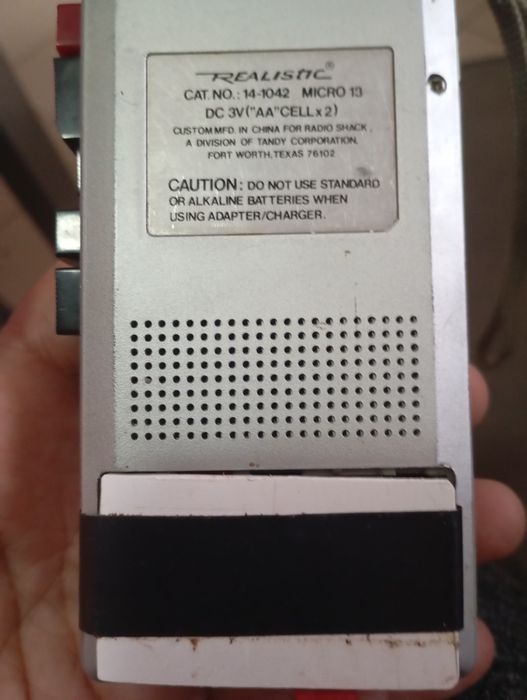 REALISTIC®
CAT. NO.: 14-1042 MICRO 13
DC 3V("AA"CELL x 2)
CUSTOM MFD. IN CHINA FOR RADIO SHACK,
A DIVISION OF TANDY CORPORATION,
FORT WORTH, TEXAS 76102
CAUTION: DO NOT USE STANDARD
OR ALKALINE BATTERIES WHEN
USING ADAPTER/CHARGER.